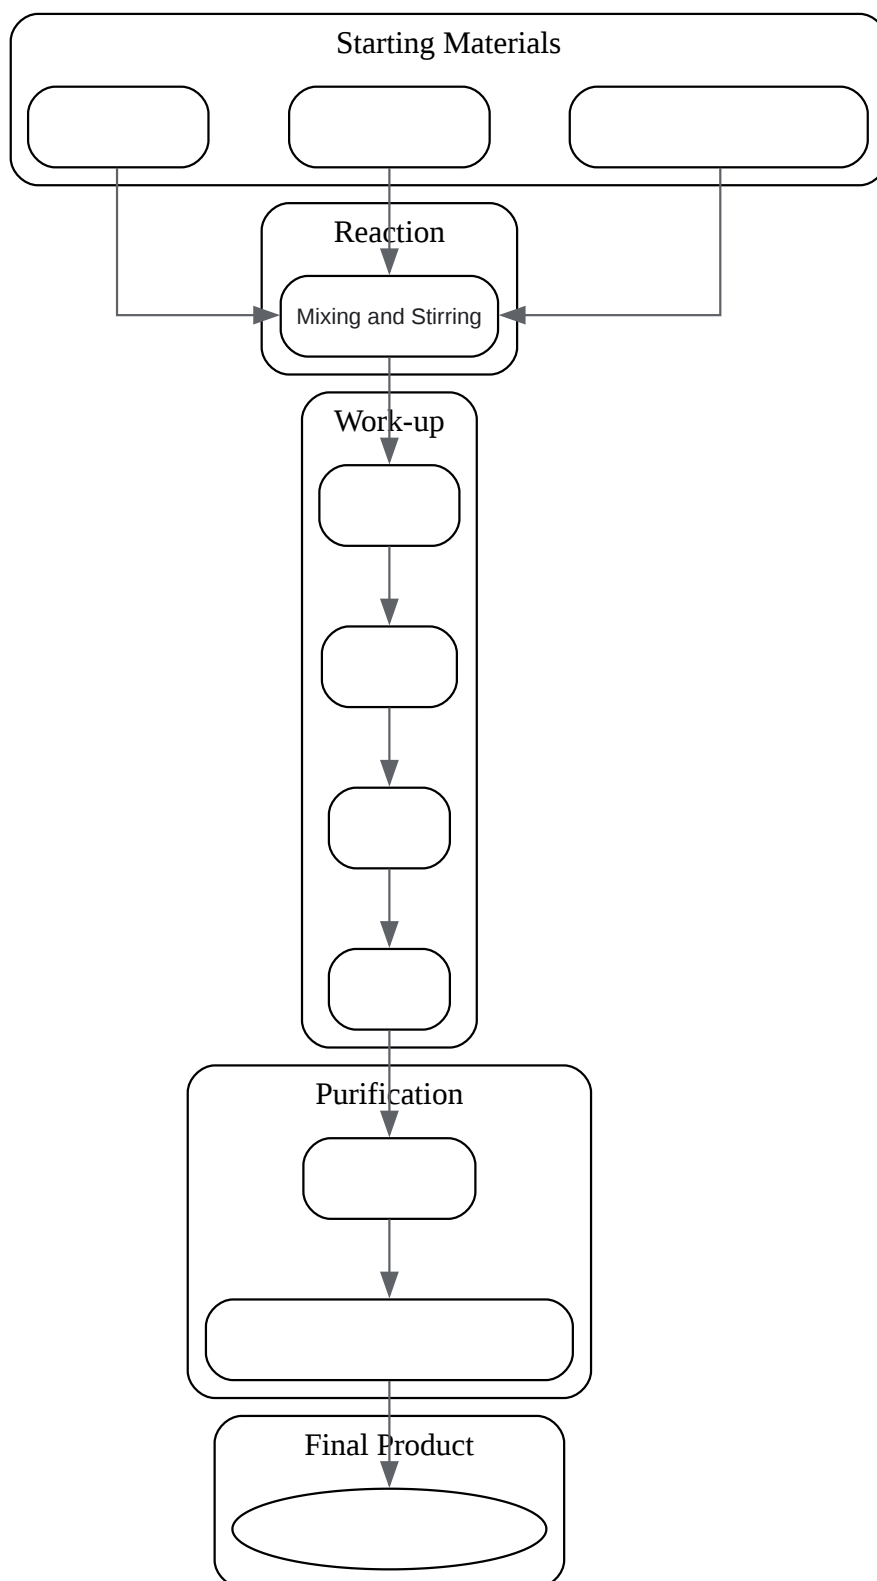 Starting Materials
Reaction
Mixing and Stirring
Work-up
Purification
Final Product